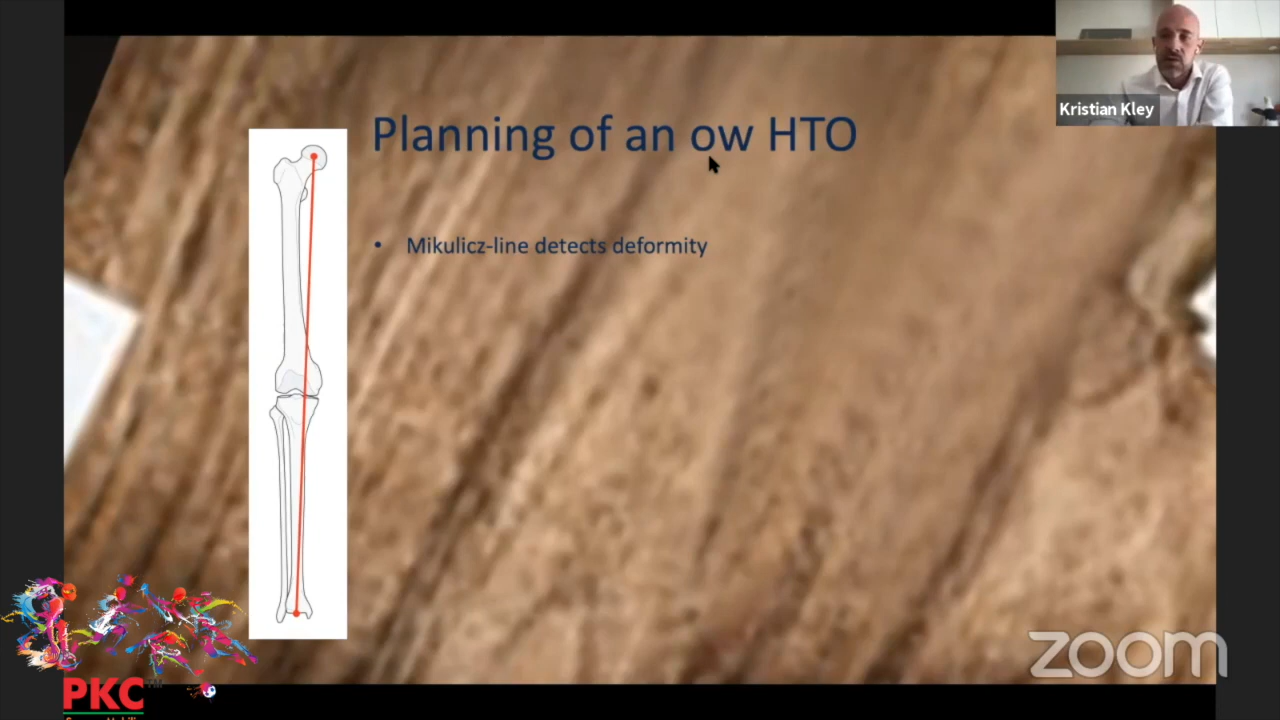 Kristian Kley
Planning of an ow HTO
• Mikulicz-line detects deformity
zoom
PKC